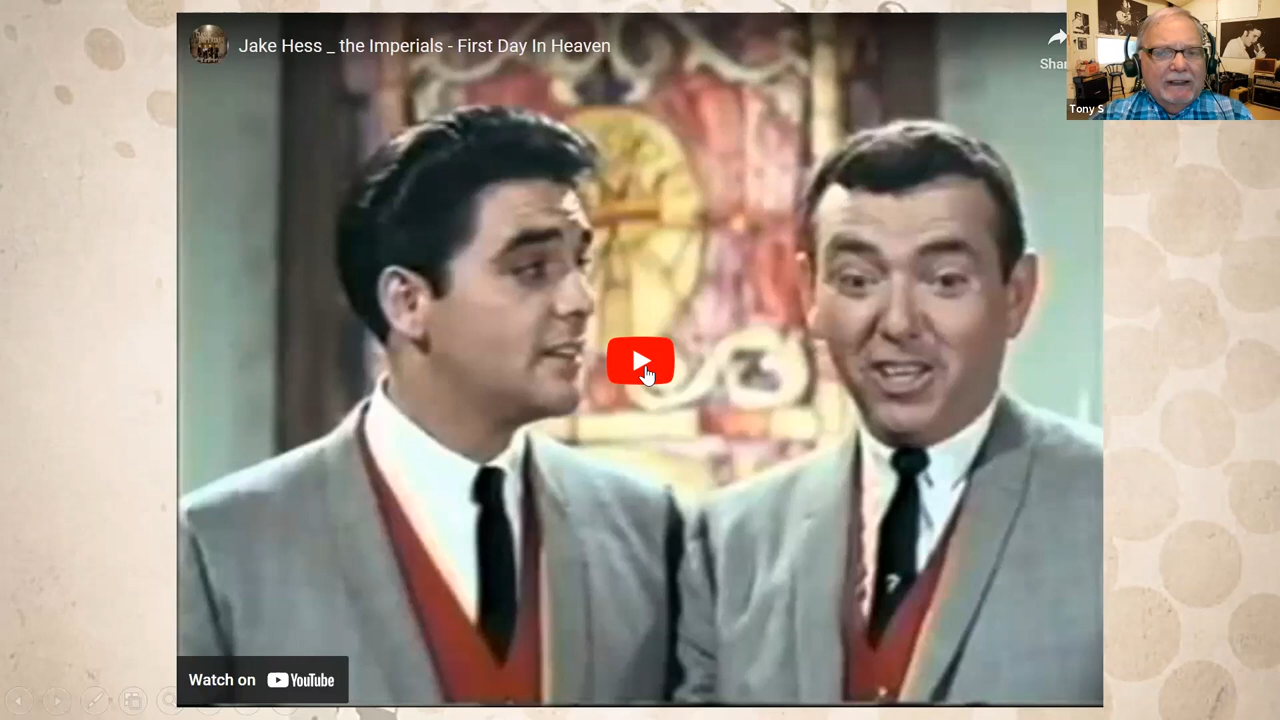 Jake Hess _ the Imperials - First Day In Heaven
Shar
Tony S
Watch on YouTube